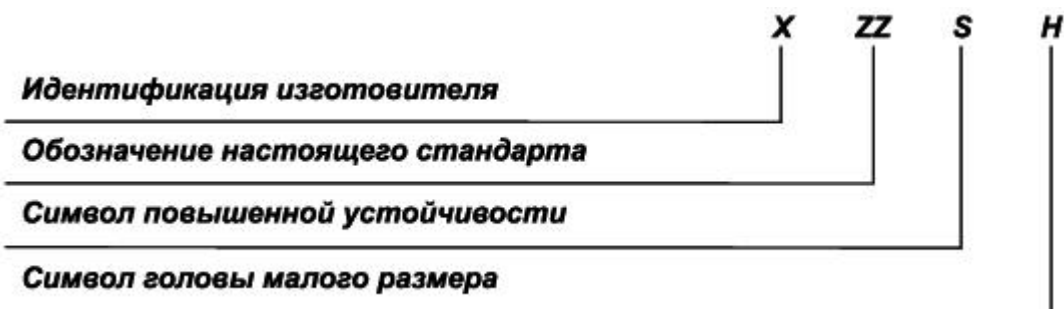 X ZZ S H
Идентификация изготовителя
Обозначение настоящего стандарта
Символ повышенной устойчивости
Символ головы малого размера